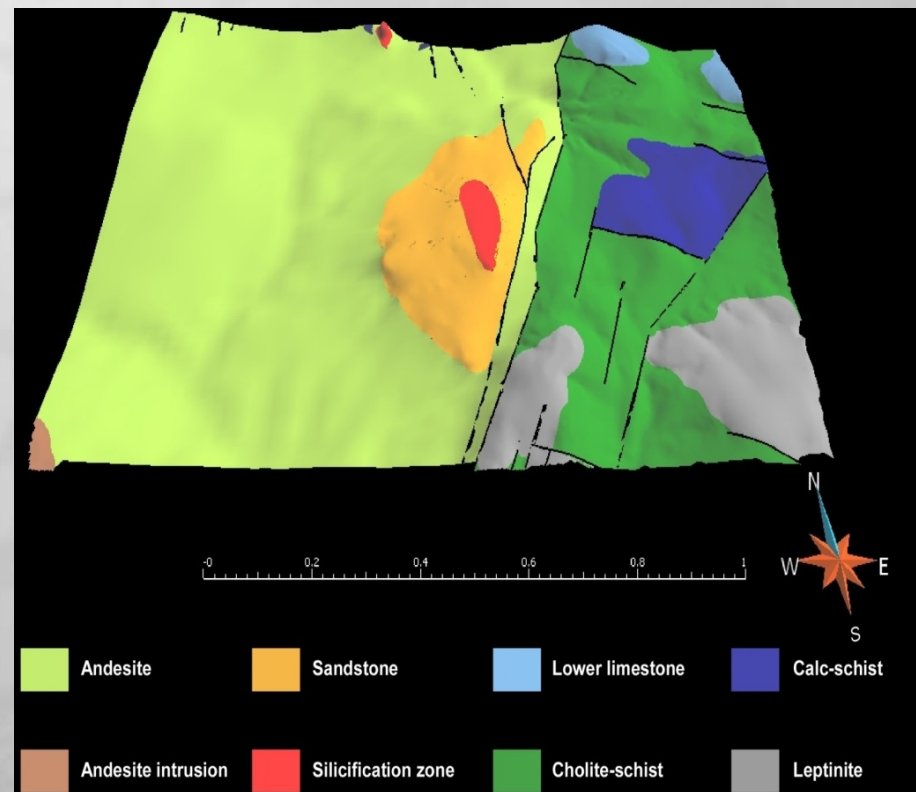 N
-0 0.2 0.4 0.6 0.8 1
W E
S
Andesite Sandstone Lower limestone Calc-schist
Andesite intrusion Silicification zone Cholite-schist Leptinite